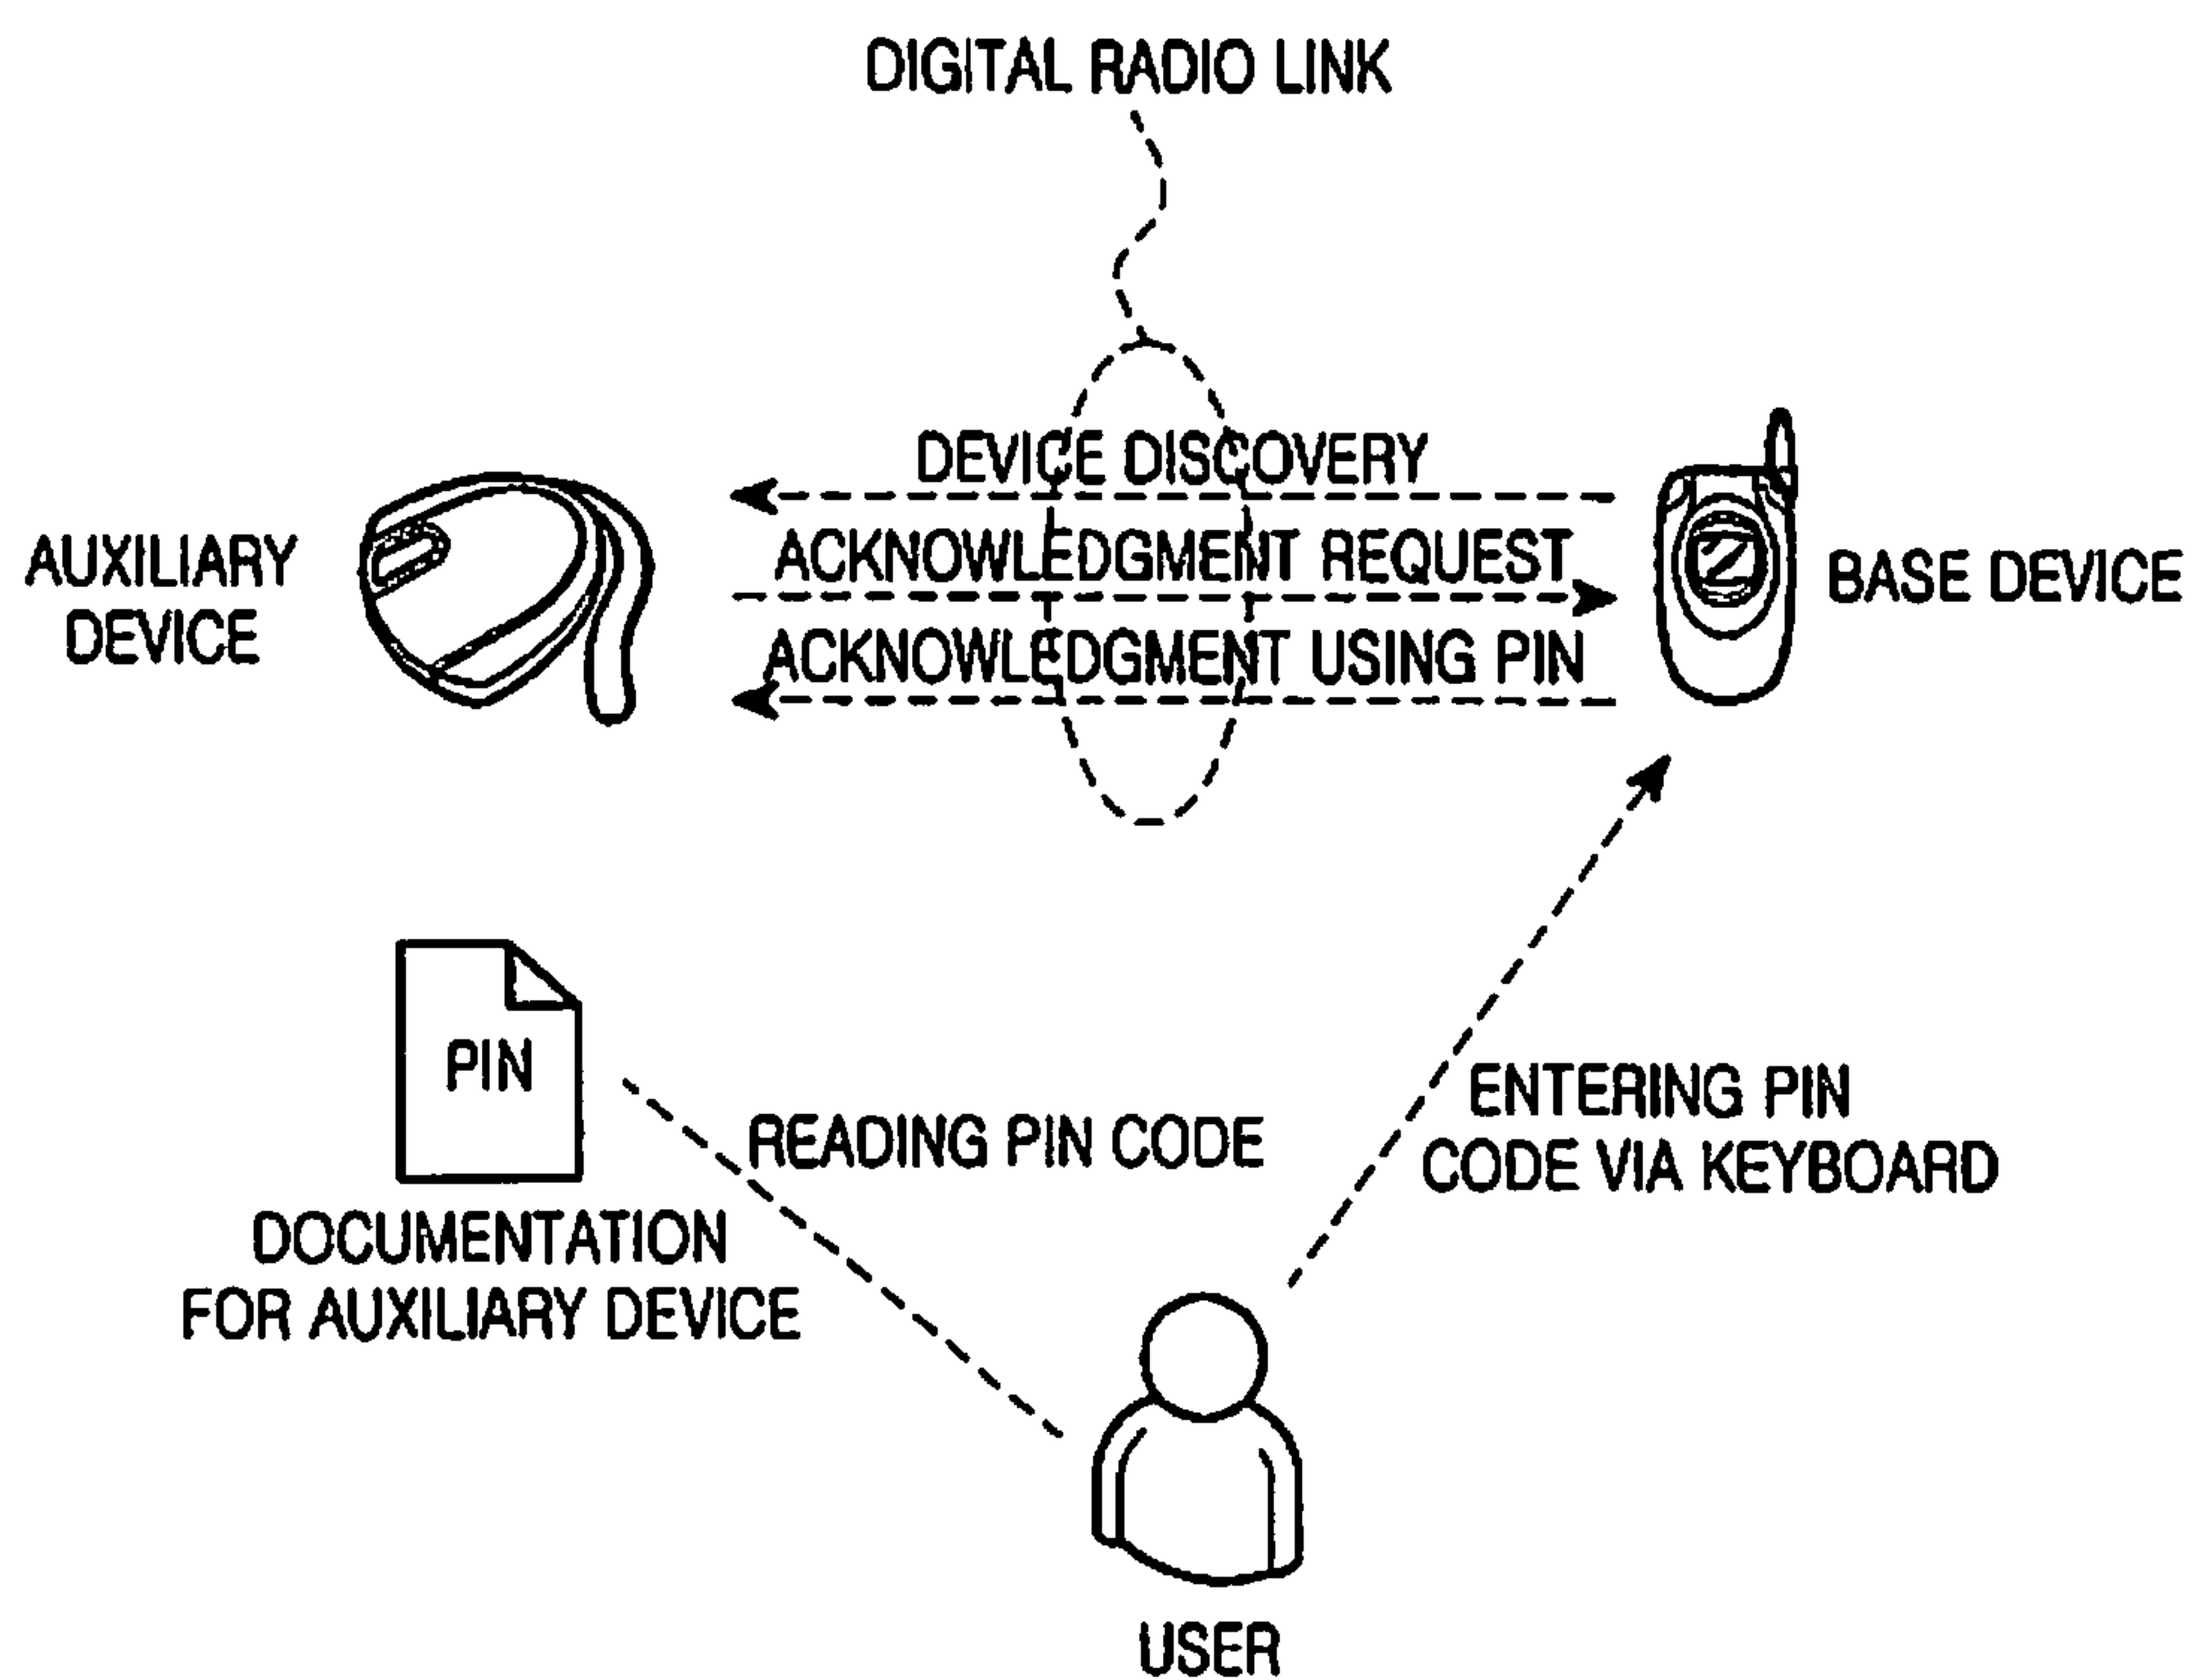 DIGITAL RADIO LINK
DEVICE DISCOVERY
ACKNOWLEDGMENT REQUEST
ACKNOWLEDGMENT USING PIN
AUXILIARY
DEVICE
BASE DEVICE
PIN
READING PIN CODE
ENTERING PIN
CODE VIA KEYBOARD
DOCUMENTATION
FOR AUXILIARY DEVICE
USER